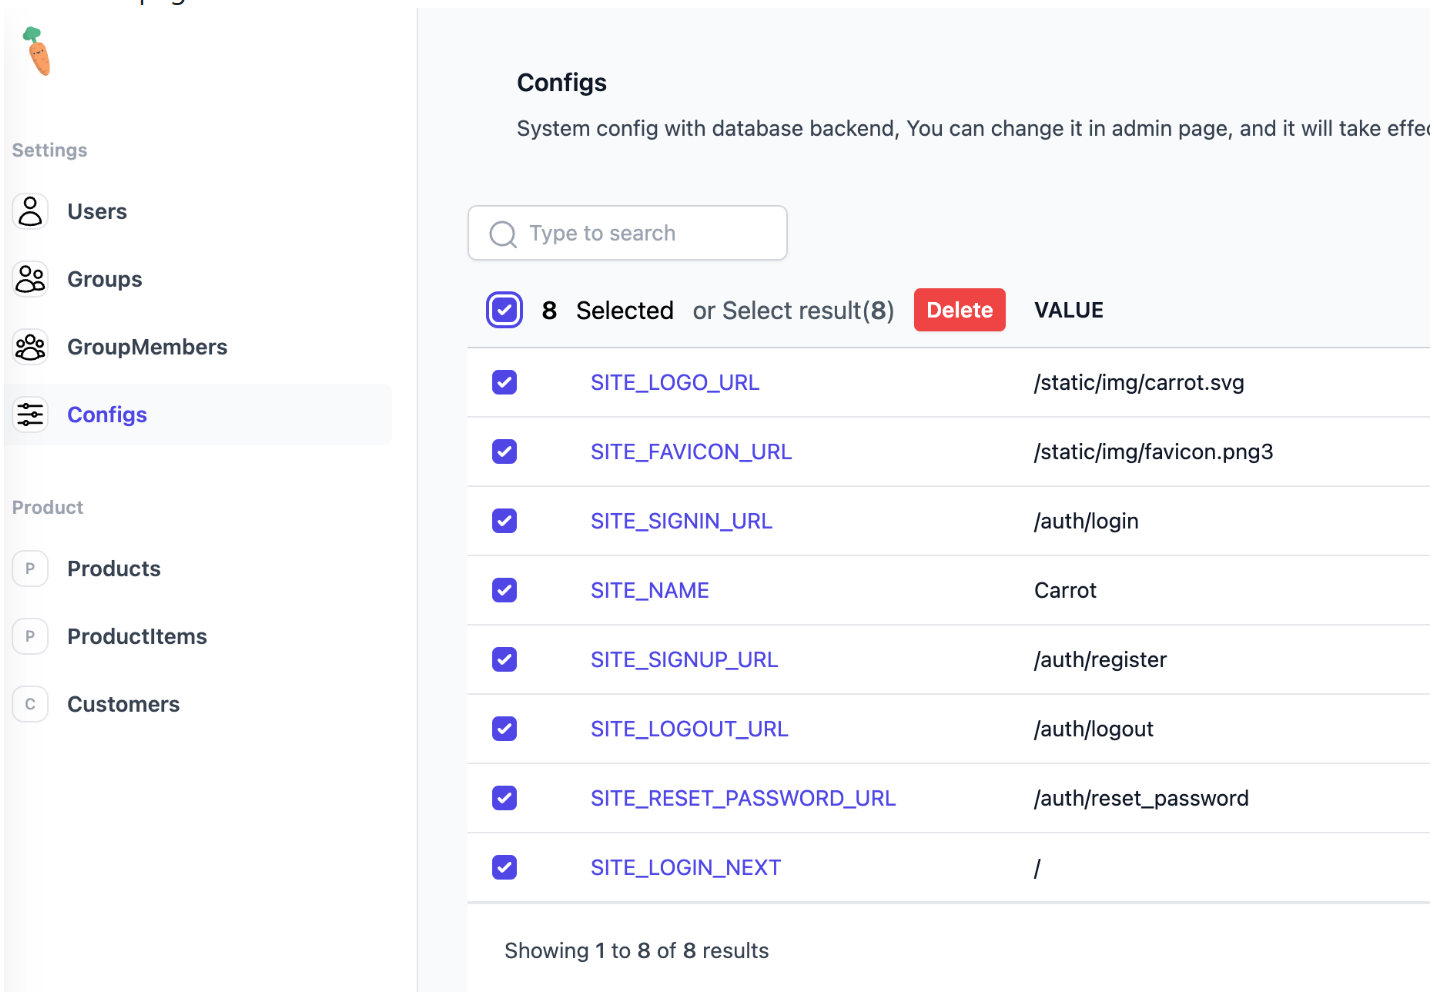 Settings
Users
Groups
GroupMembers
Configs
Product
P Products
P ProductItems
C Customers
Configs
System config with database backend, You can change it in admin page, and it will take
Type to search
8 Selected or Select result(8) Delete VALUE
SITE_LOGO_URL /static/img/carrot.svg
SITE_FAVICON_URL /static/img/favicon.png3
SITE_SIGNIN_URL /auth/login
SITE_NAME Carrot
SITE_SIGNUP_URL /auth/register
SITE_LOGOUT_URL /auth/logout
SITE_RESET_PASSWORD_URL /auth/reset_password
SITE_LOGIN_NEXT /
Showing 1 to 8 of 8 results